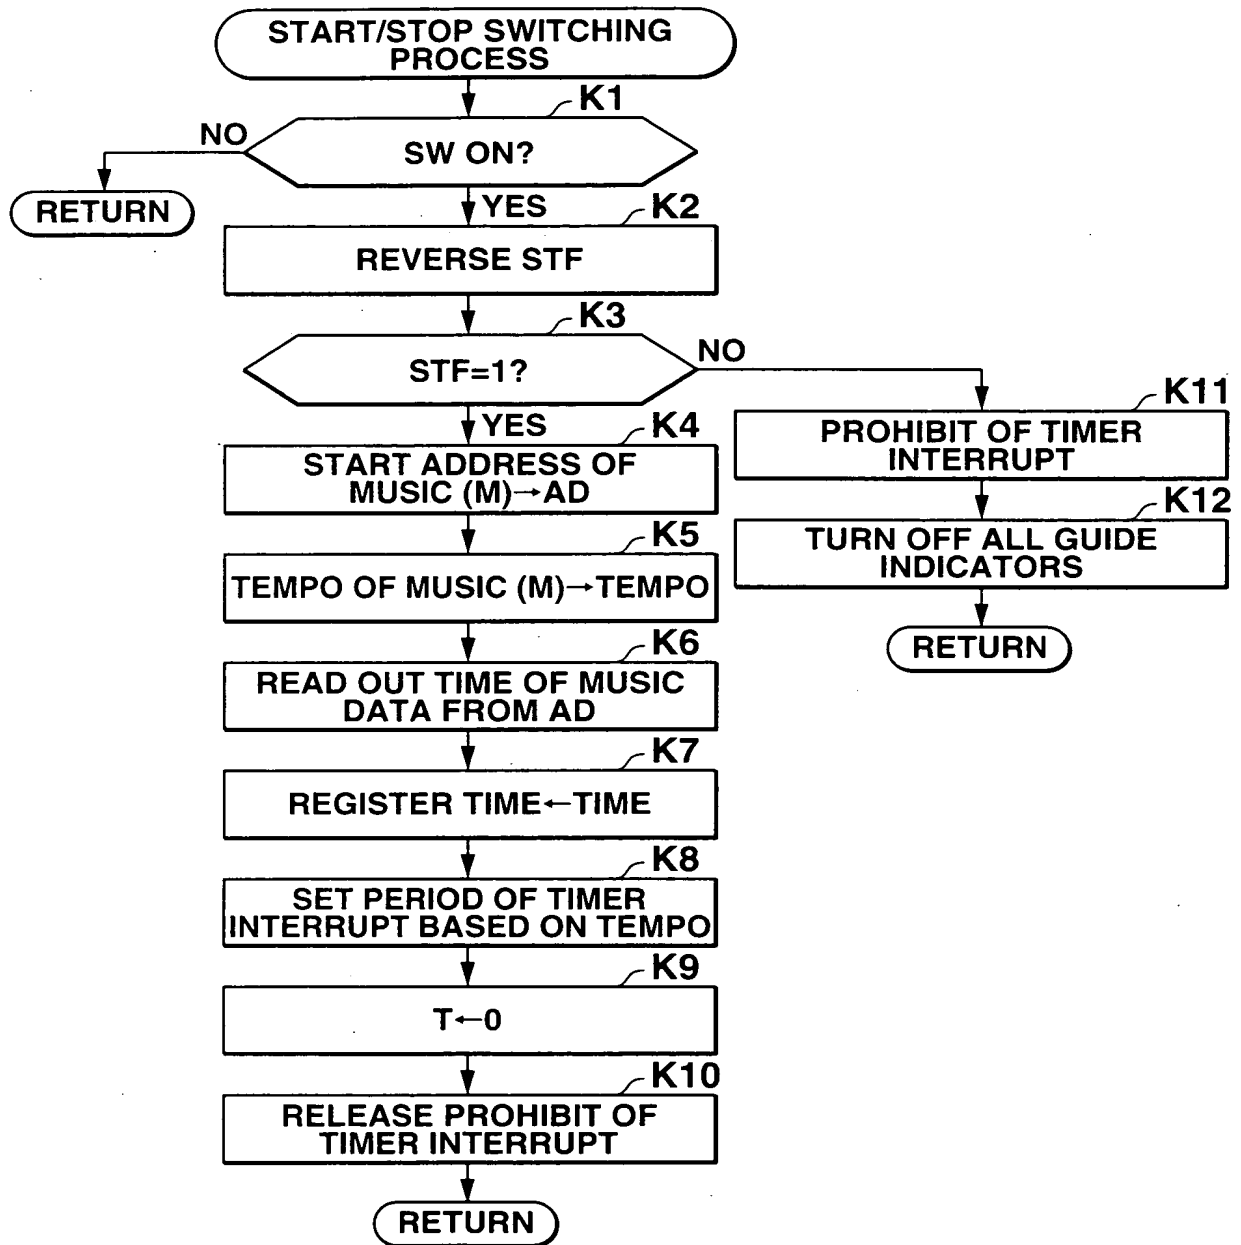 START/STOP SWITCHING
PROCESS
K1
NO
SW ON?
RETURN
YES
K2
REVERSE STF
K3
STF=1?
NO
YES
K4
START ADDRESS OF
MUSIC (M)→AD
K5
TEMPO OF MUSIC (M)→TEMPO
K6
READ OUT TIME OF MUSIC
DATA FROM AD
K7
REGISTER TIME←TIME
K8
SET PERIOD OF TIMER
INTERRUPT BASED ON TEMPO
K9
T←0
K10
RELEASE PROHIBIT OF
TIMER INTERRUPT
RETURN
K11
PROHIBIT OF TIMER
INTERRUPT
K12
TURN OFF ALL GUIDE
INDICATORS
RETURN